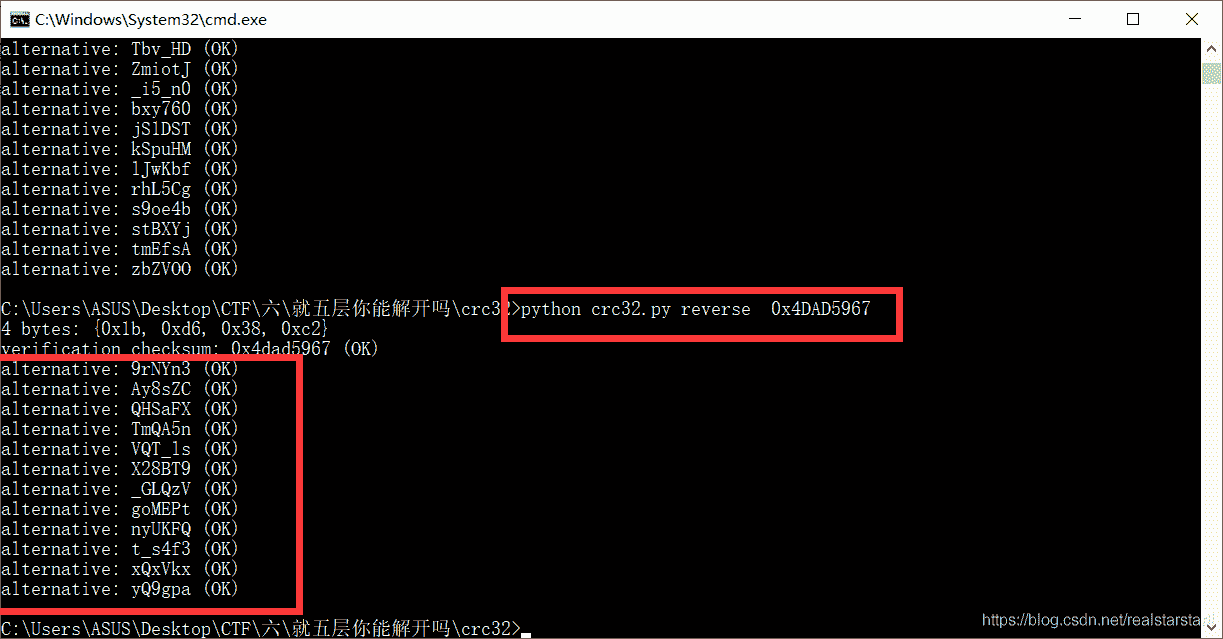 C:\Windows\System32\cmd.exe
alternative: Tbv_HD (OK)
alternative: ZmiotJ (OK)
alternative: _i5_n0 (OK)
alternative: bxy760 (OK)
alternative: jSlDST (OK)
alternative: kSpuHM (OK)
alternative: lJwKbf (OK)
alternative: rhL5Cg (OK)
alternative: s9oe4b (OK)
alternative: stBXYj (OK)
alternative: tmEfsA (OK)
alternative: zbZVOO (OK)
C:\Users\ASUS\Desktop\CTF\六\就五层你能解开吗\crc32>python crc32.py reverse  0x4DAD5967
4 bytes: {0x1b, 0xd6, 0x38, 0xc2}
verification checksum: 0x4dad5967 (OK)
alternative: 9rNYn3 (OK)
alternative: Ay8sZC (OK)
alternative: QHSaFX (OK)
alternative: TmQA5n (OK)
alternative: VQT_ls (OK)
alternative: X28BT9 (OK)
alternative: _GLQzV (OK)
alternative: goMEPt (OK)
alternative: nyUKFQ (OK)
alternative: t_s4f3 (OK)
alternative: xQxVkx (OK)
alternative: yQ9gpa (OK)
C:\Users\ASUS\Desktop\CTF\六\就五层你能解开吗\crc32>